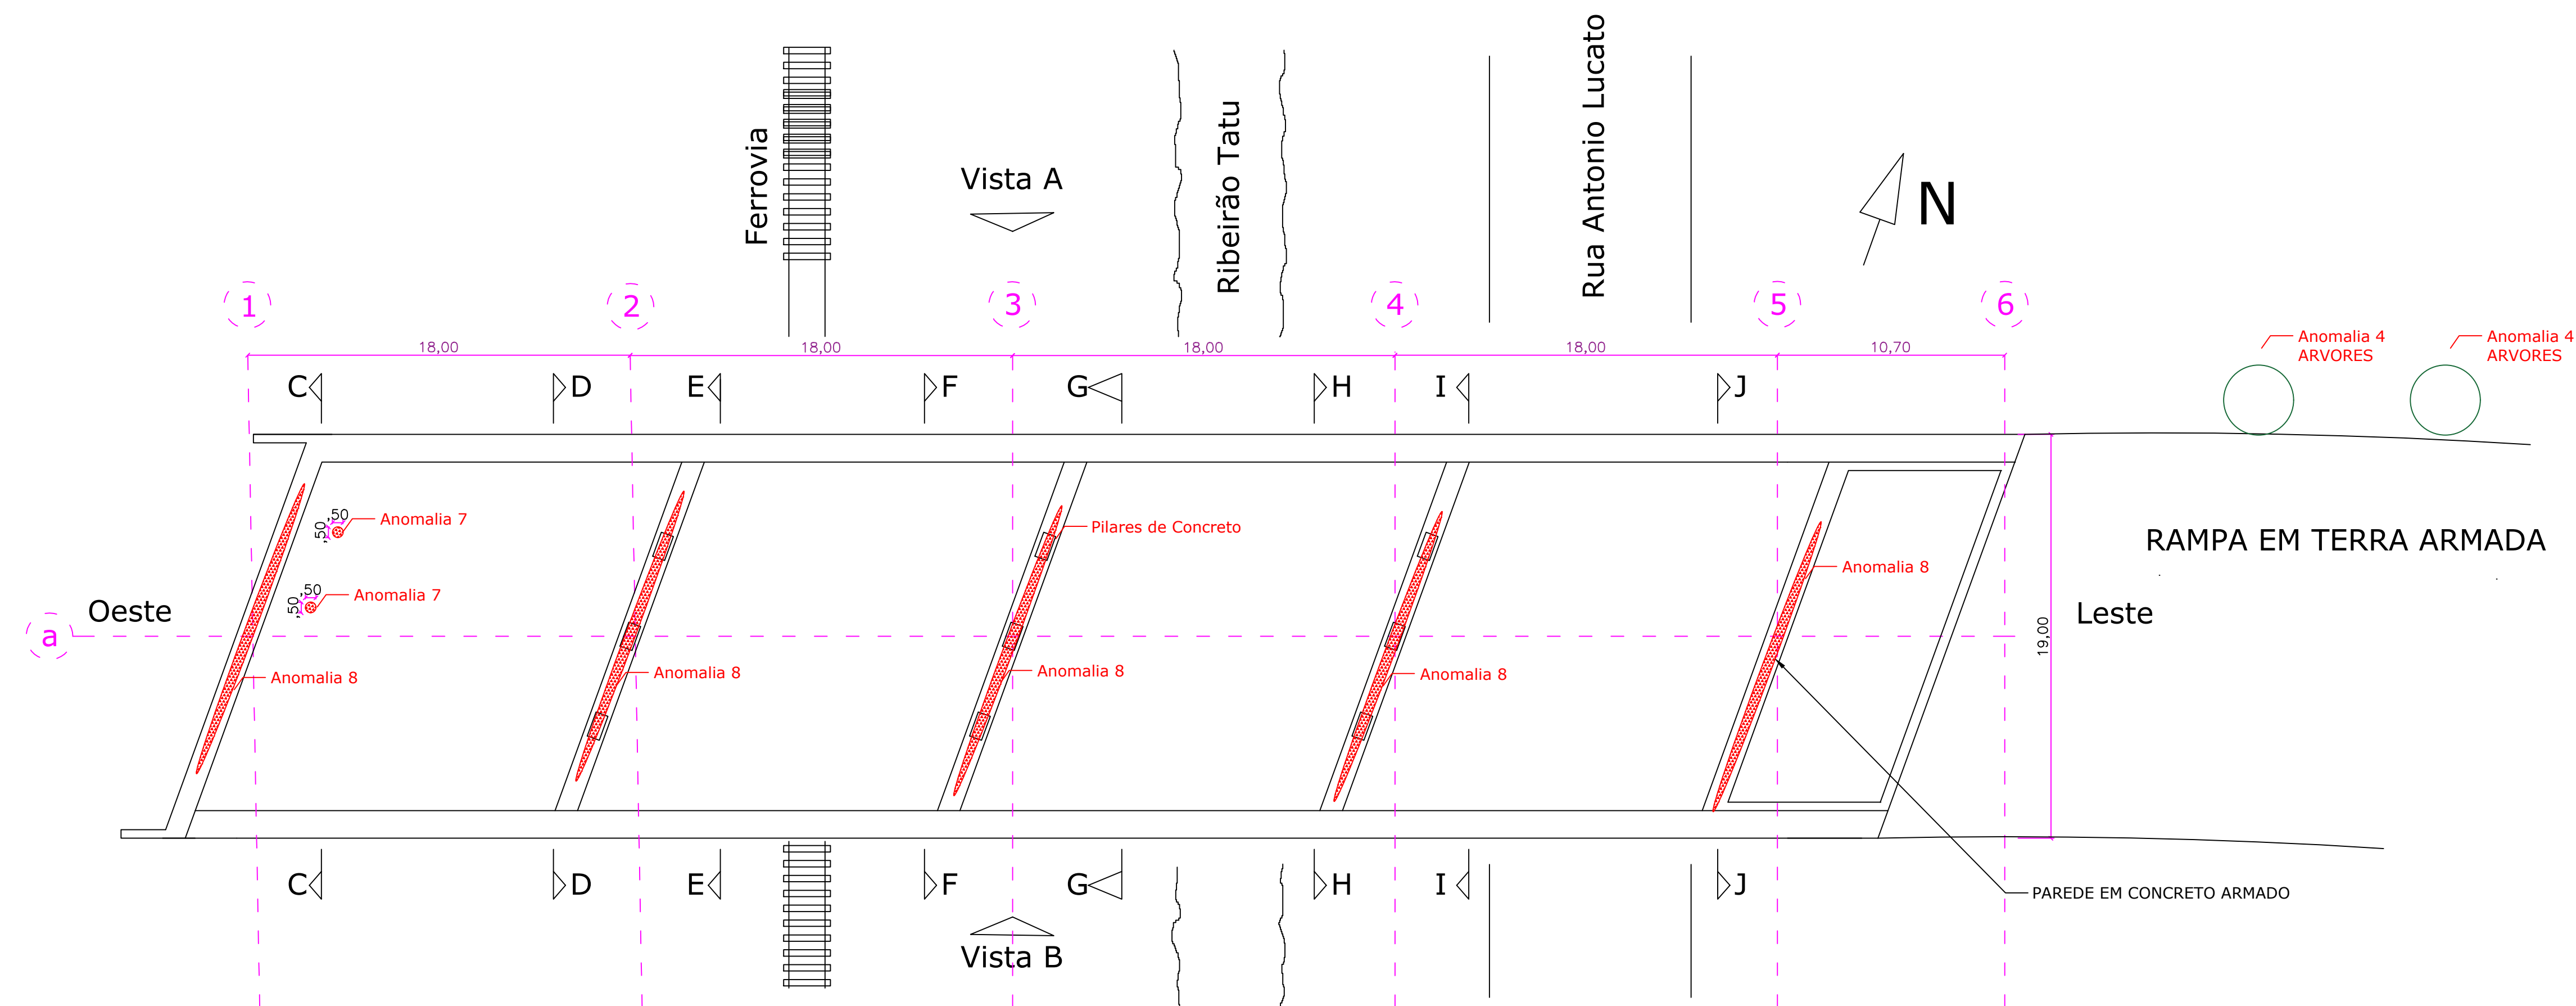 Ferrovia
Vista A
Ribeirão Tatu
Rua Antonio Lucato
N
1
2
3
4
5
6
18,00
18,00
18,00
18,00
10,70
Anomalia 4
ARVORES
Anomalia 4
ARVORES
C
D
E
F
G
H
I
J
,50
,50
Anomalia 7
Pilares de Concreto
RAMPA EM TERRA ARMADA
Anomalia 8
,50
,50
Anomalia 7
Oeste
Leste
a
19,00
Anomalia 8
Anomalia 8
Anomalia 8
Anomalia 8
C
D
E
F
G
H
I
J
PAREDE EM CONCRETO ARMADO
Vista B